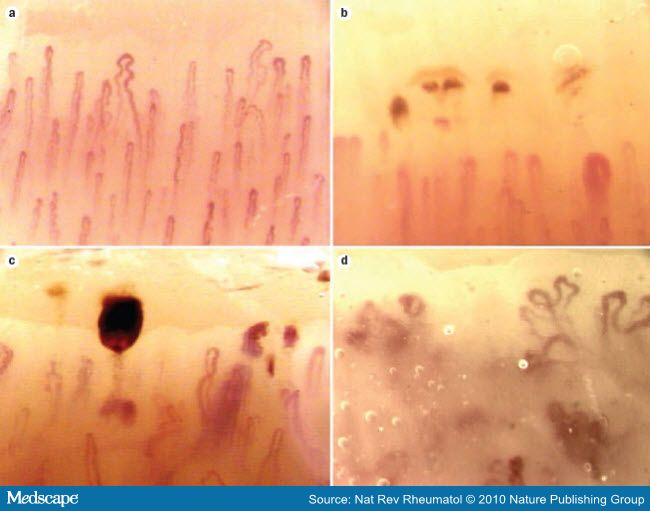 a
b
c
d
Medscape® Source: Nat Rev Rheumatol © 2010 Nature Publishing Group